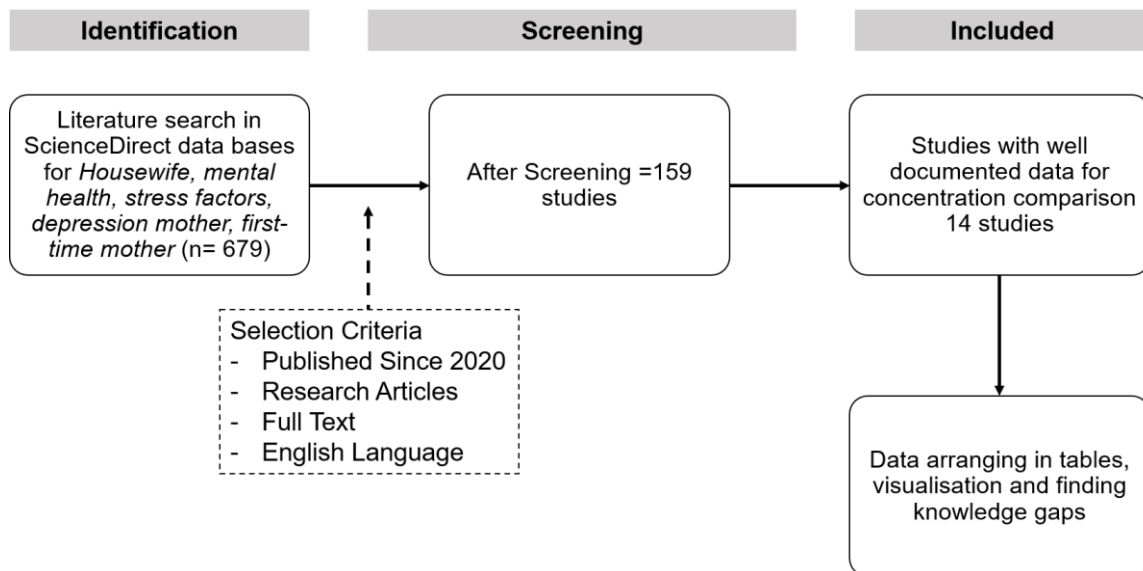 Identification
Screening
Included
Literature search in
ScienceDirect data bases
for Housewife, mental
health, stress factors,
depression mother, first-
time mother (n= 679)
After Screening =159
studies
Studies with well
documented data for
concentration comparison
14 studies
Selection Criteria
- Published Since 2020
- Research Articles
- Full Text
- English Language
Data arranging in tables,
visualisation and finding
knowledge gaps